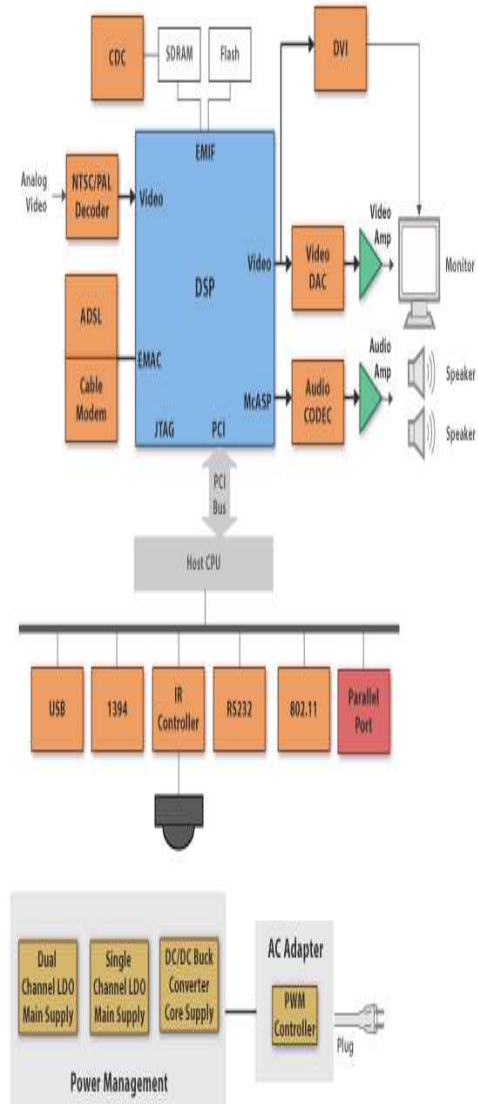 CDC
SDRAM
Flash
DVI
EMIF
Analog
Video
NTSC/PAL
Decoder
Video
Video
Amp
DSP
Video
Video
DAC
Monitor
ADSL
Cable
Modem
EMAC
Audio
Amp
McASP
Audio
CODEC
Speaker
Speaker
JTAG
PCI
PCI
Bus
Host CPU
USB
1394
IR
Controller
RS232
802.11
Parallel
Port
Dual
Channel LDO
Main Supply
Single
Channel LDO
Main Supply
DC/DC Buck
Converter
Core Supply
Power Management
AC Adapter
PWM
Controller
Plug